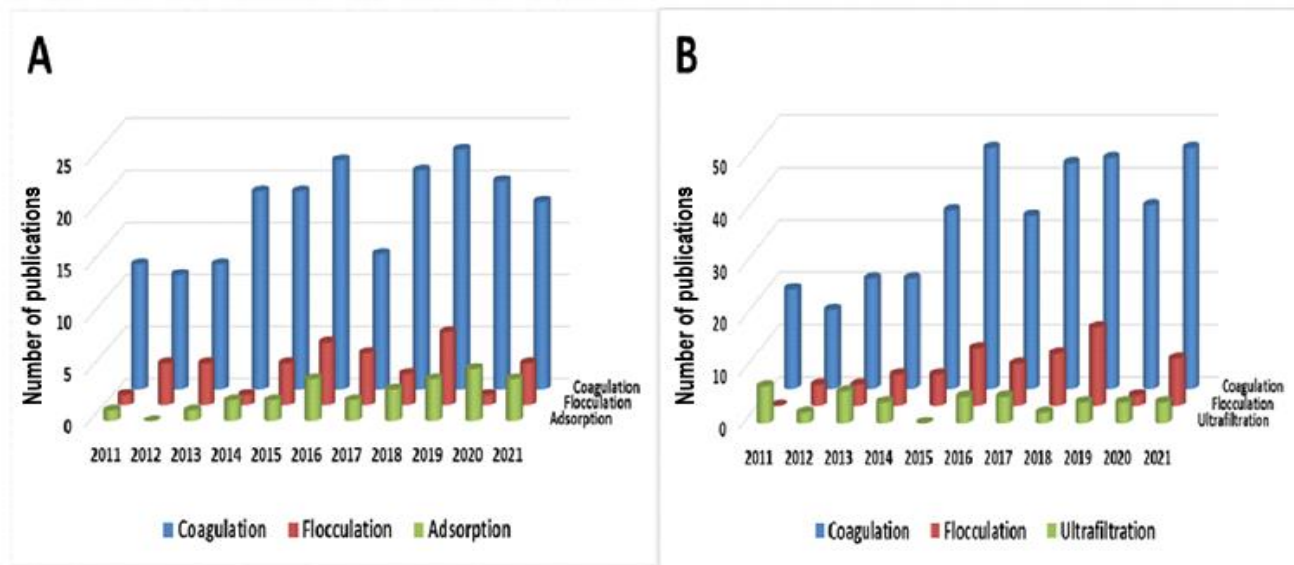 A
Number of publications
25
20
15
10
5
0
2011 2012 2013 2014 2015 2016 2017 2018 2019 2020 2021
Coagulation
Flocculation
Adsorption
Coagulation Flocculation Adsorption
B
Number of publications
50
40
30
20
10
0
2011 2012 2013 2014 2015 2016 2017 2018 2019 2020 2021
Coagulation
Flocculation
Ultrafiltration
Coagulation Flocculation Ultrafiltration